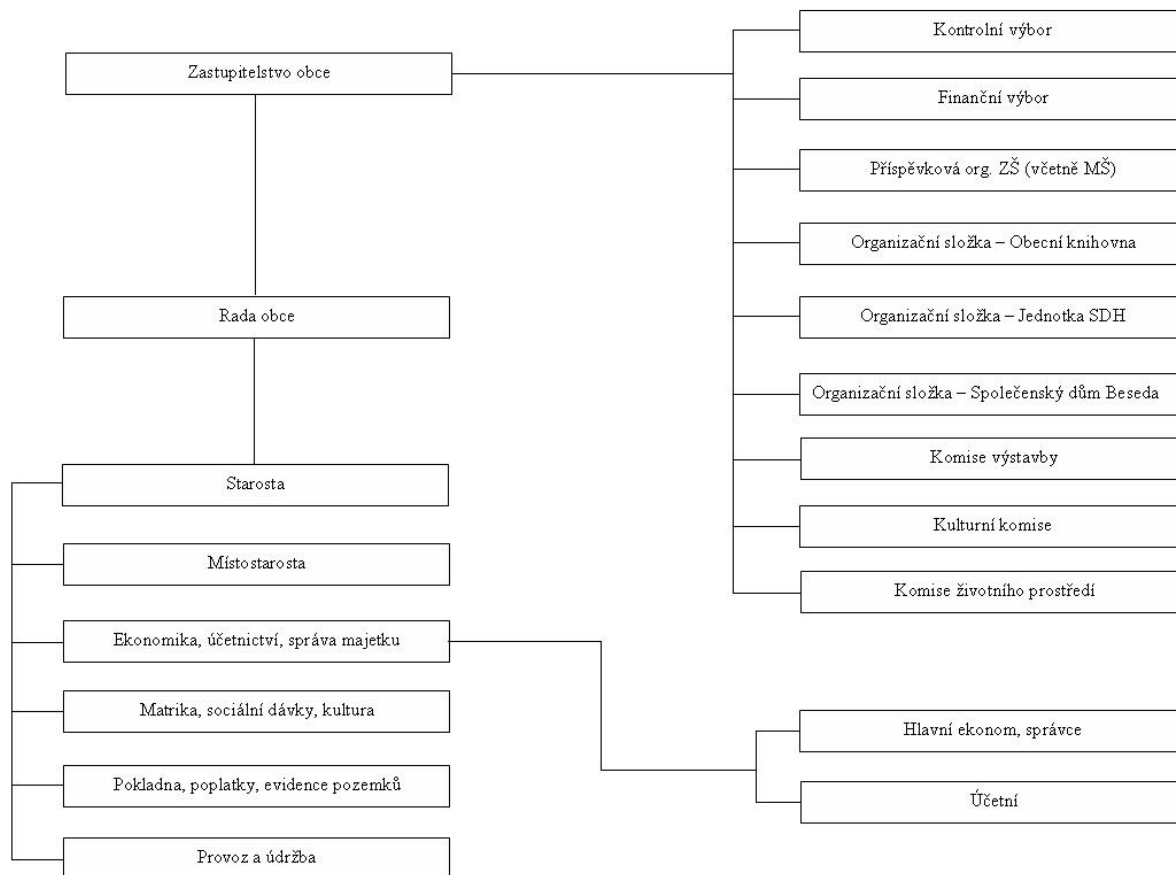 Zastupitelstvo obce
Rada obce
Starosta
Místostarosta
Ekonomika, účetnictví, správa majetku
Matrika, sociální dávky, kultura
Pokladna, poplatky, evidence pozemků
Provoz a údržba
Kontrolní výbor
Finanční výbor
Příspěvková org. ZŠ (včetně MŠ)
Organizační složka – Obecní knihovna
Organizační složka – Jednotka SDH
Organizační složka – Společenský dům Beseda
Komise výstavby
Kulturní komise
Komise životního prostředí
Hlavní ekonom, správce
Účetní